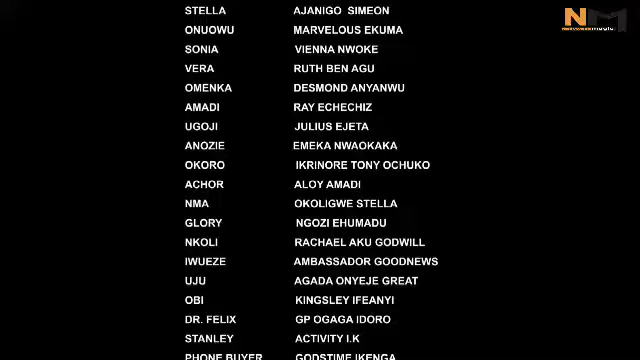 NM
STELLA AJANIGO SIMEON
ONUOWU MARVELOUS EKUMA
SONIA VIENNA NWOKE
VERA RUTH BEN AGU
OMENKA DESMOND ANYANWU
AMADI RAY ECHECHIZ
UGOJI JULIUS EJETA
ANOZIE EMEKA NWAOKAKA
OKORO IKRINORE TONY OCHUKO
ACHOR ALOY AMADI
NMA OKOLIGWE STELLA
GLORY NGOZI EHUMADU
NKOLI RACHAEL AKU GODWILL
IWUEZE AMBASSADOR GOODNEWS
UJU AGADA ONYEJE GREAT
OBI KINGSLEY IFEANYI
DR. FELIX GP OGAGA IDORO
STANLEY ACTIVITY I.K
PHONE BUYER GODSTIME IKENGA